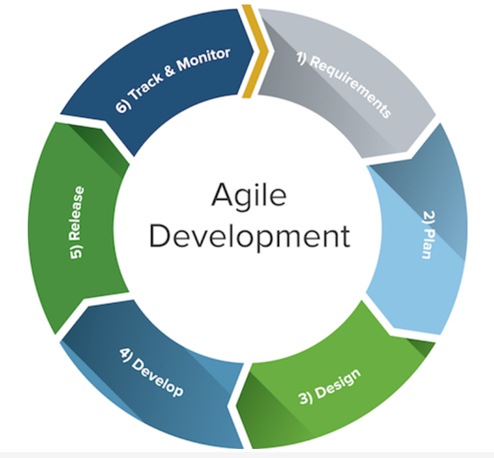 Agile
Development
1) Requirements
2) Plan
3) Design
4) Develop
5) Release
6) Track & Monitor